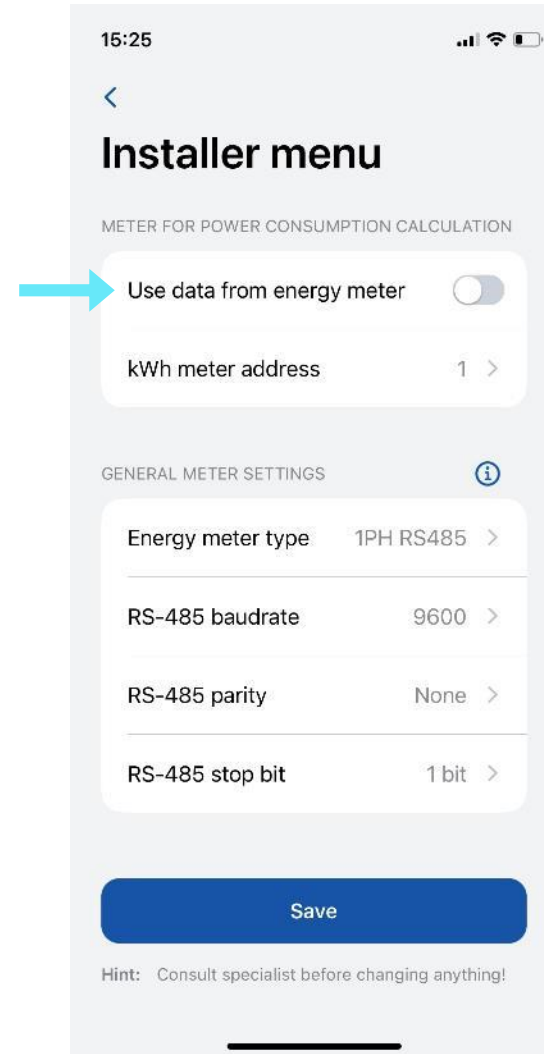 15:25
Installer menu
METER FOR POWER CONSUMPTION CALCULATION
Use data from energy meter
kWh meter address 1
GENERAL METER SETTINGS
Energy meter type 1PH RS485
RS-485 baudrate 9600
RS-485 parity None
RS-485 stop bit 1 bit
Save
Hint: Consult specialist before changing anything!